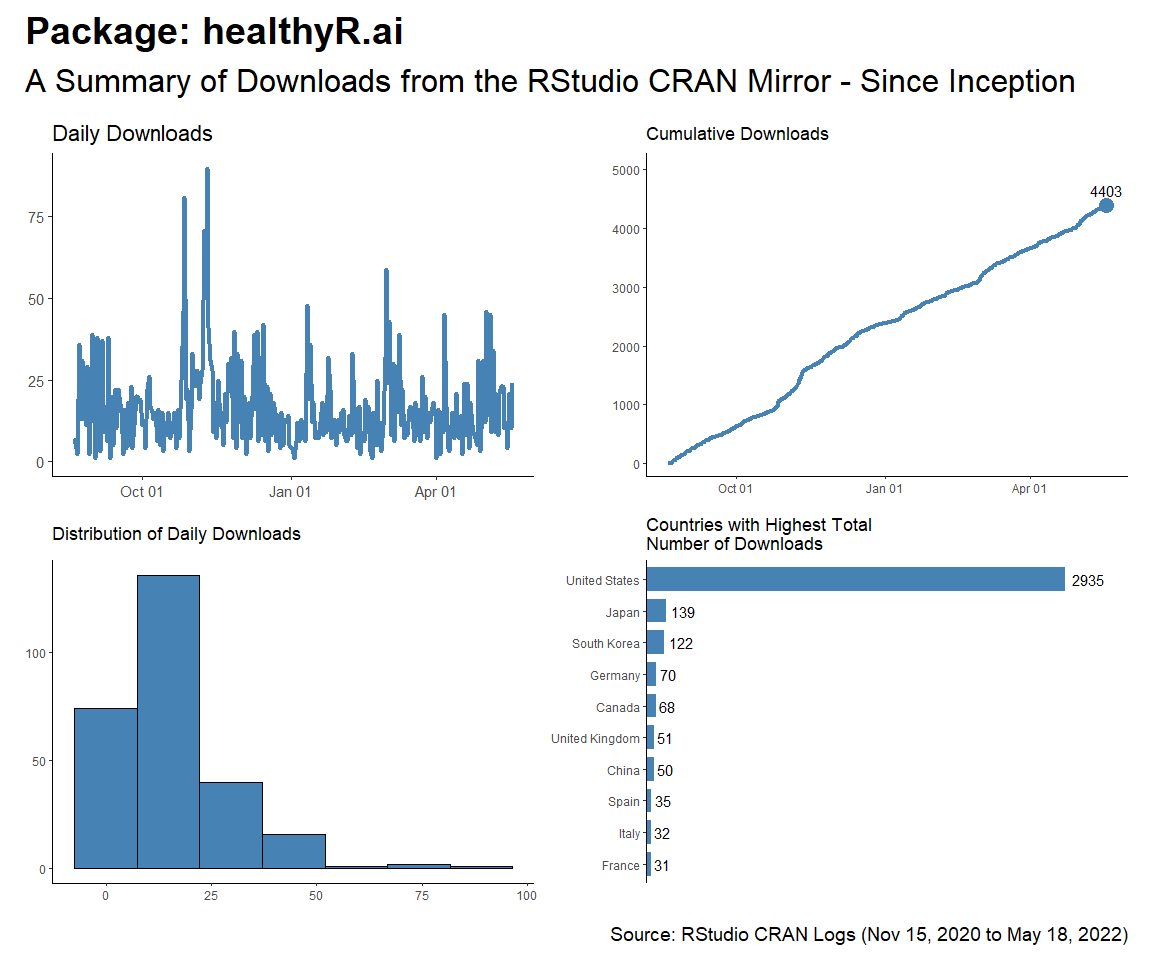 Package: healthyR.ai
A Summary of Downloads from the RStudio CRAN Mirror - Since Inception
Daily Downloads
75
50
25
0
Oct 01 Jan 01 Apr 01
Cumulative Downloads
5000
4000
3000
2000
1000
0
4403
Oct 01 Jan 01 Apr 01
Distribution of Daily Downloads
100
50
0
0 25 50 75 100
Countries with Highest Total
Number of Downloads
United States 2935
Japan 139
South Korea 122
Germany 70
Canada 68
United Kingdom 51
China 50
Spain 35
Italy 32
France 31
Source: RStudio CRAN Logs (Nov 15, 2020 to May 18, 2022)